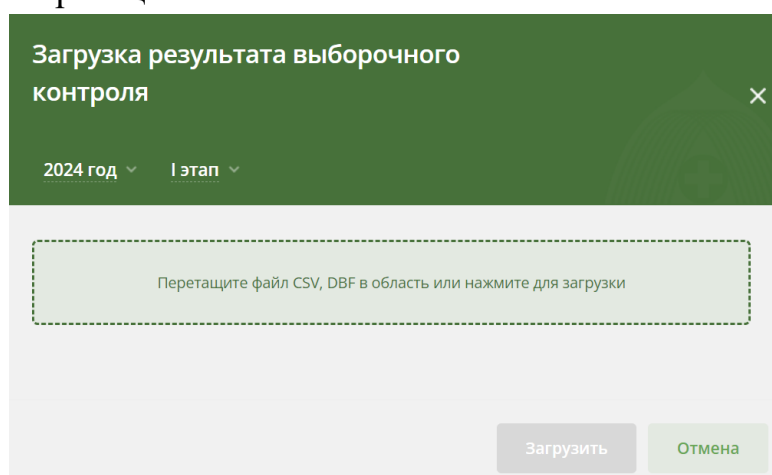 Загрузка результата выборочного
контроля
2024 год I этап
Перетащите файл CSV, DBF в область или нажмите для загрузки
Загрузить Отмена